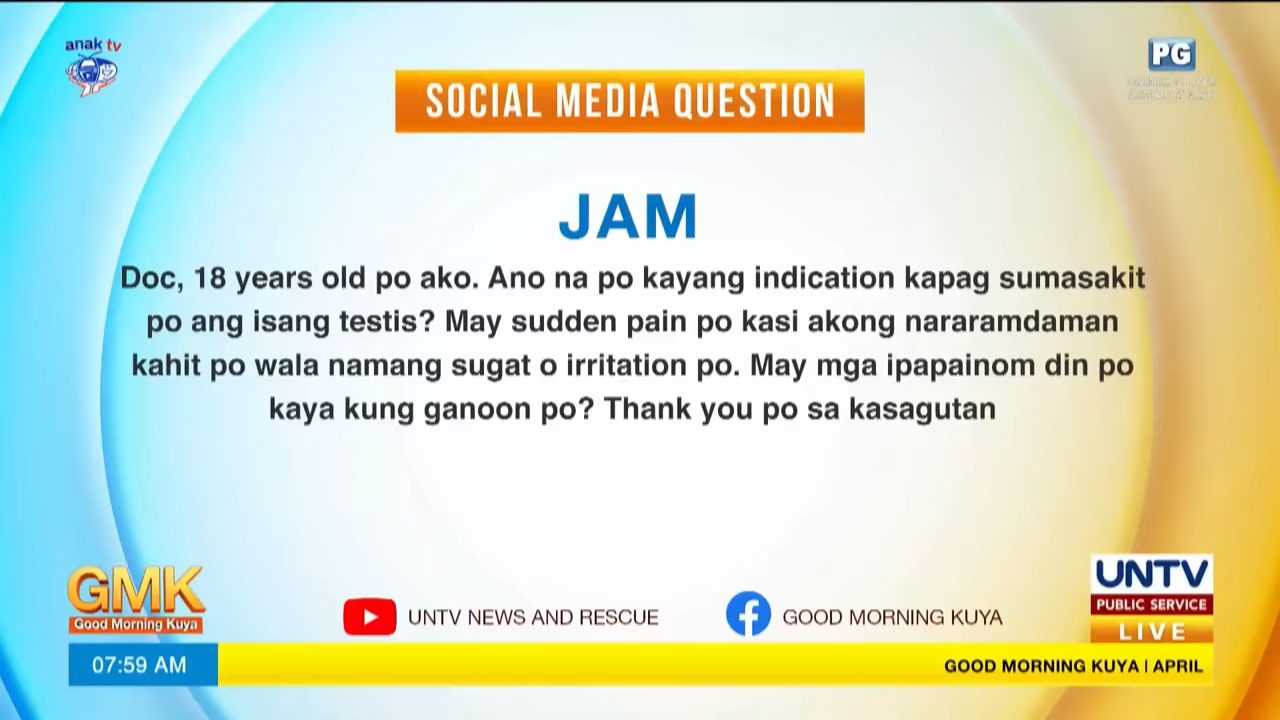 anak tv
PG
SOCIAL MEDIA QUESTION
JAM
Doc, 18 years old po ako. Ano na po kayang indication kapag sumasakit
po ang isang testis? May sudden pain po kasi akong nararamdaman
kahit po wala namang sugat o irritation po. May mga ipapainom din po
kaya kung ganoon po? Thank you po sa kasagutan
GMK
Good Morning Kuya
UNTV NEWS AND RESCUE
GOOD MORNING KUYA
UNTV
PUBLIC SERVICE
LIVE
07:59 AM
GOOD MORNING KUYA | APRIL